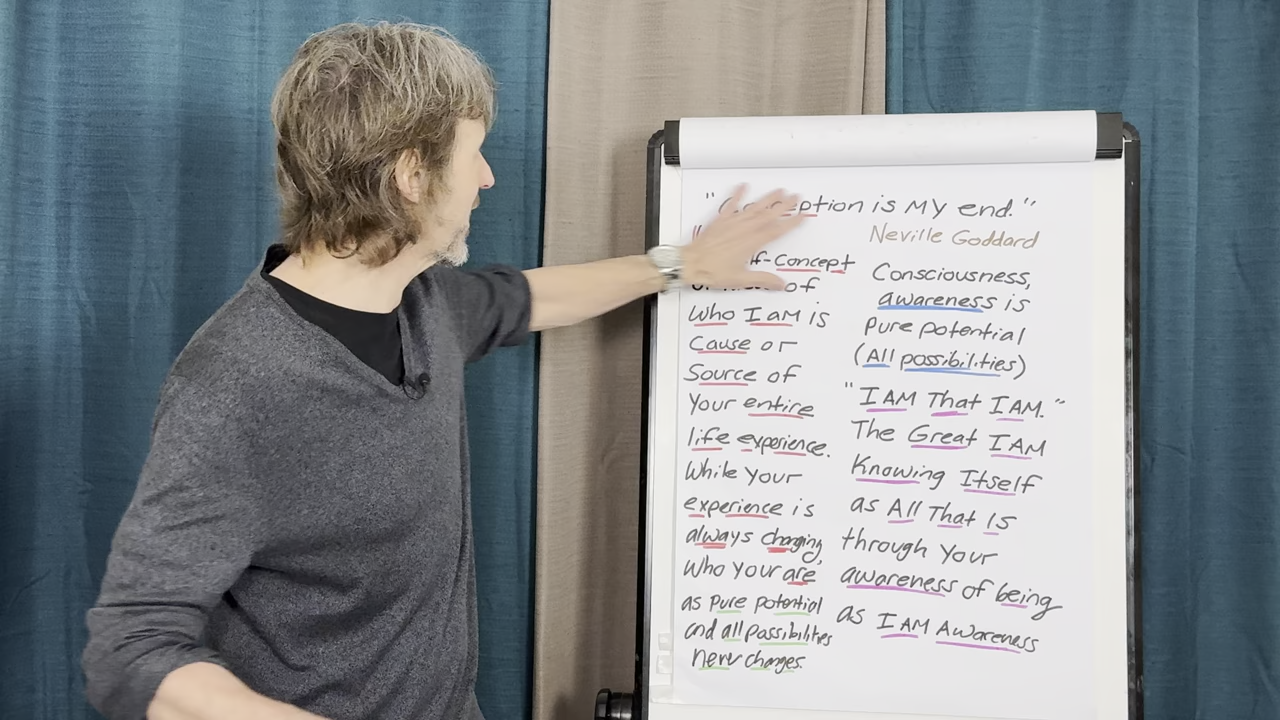 "Conception is My end."
Neville Goddard
f-Concept
of
Who I am is
Cause or
Source of
Your entire
life experience.
While Your
experience is
always changing,
Who your are
as Pure potential
and all possibilities
never changes.
Consciousness,
awareness is
Pure potential
(All possibilities)
"I AM That I AM."
The Great I AM
Knowing Itself
as All That Is
through Your
awareness of being
as I AM Awareness